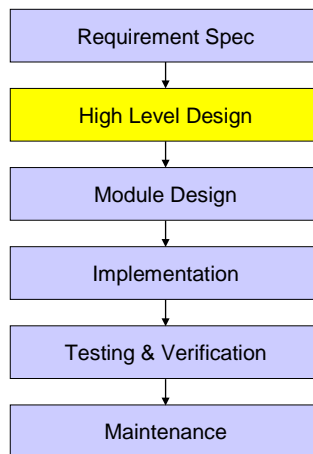 Requirement Spec
High Level Design
Module Design
Implementation
Testing & Verification
Maintenance